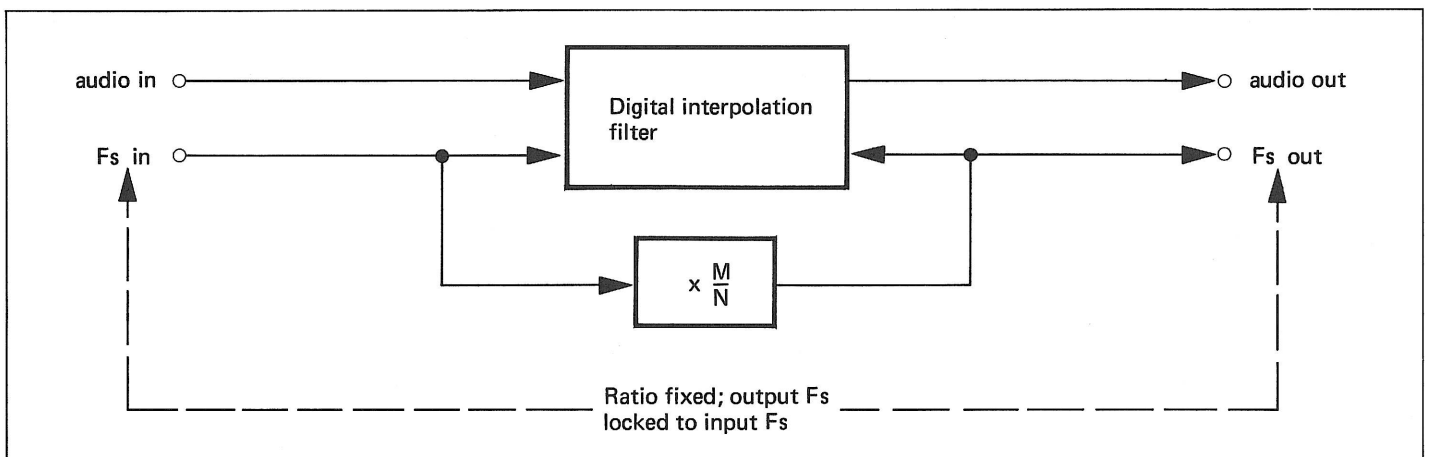 audio in
Digital interpolation
filter
audio out
Fs in
Fs out
x M
N
Ratio fixed; output Fs
locked to input Fs